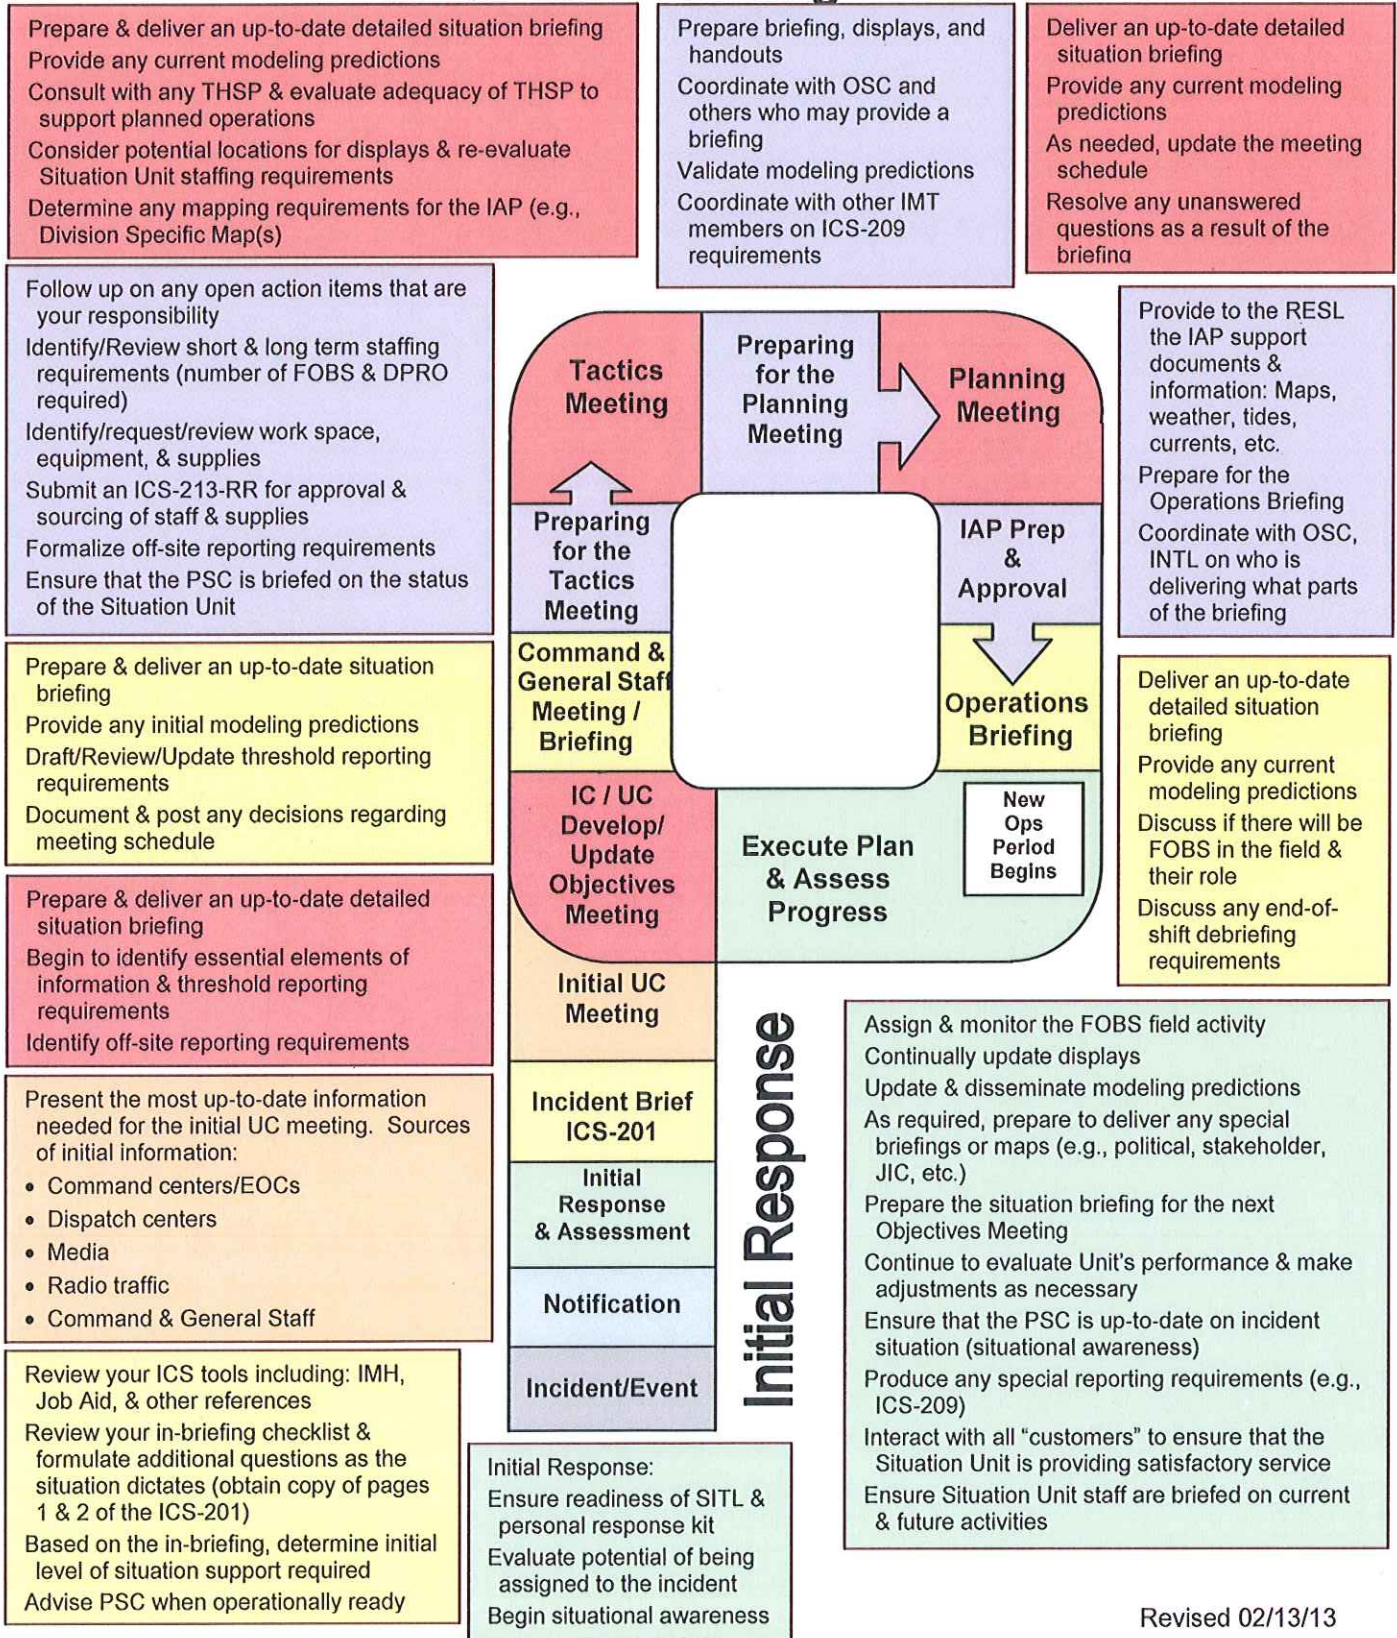 Prepare & deliver an up-to-date detailed situation briefing
Provide any current modeling predictions
Consult with any THSP & evaluate adequacy of THSP to
support planned operations
Consider potential locations for displays & re-evaluate
Situation Unit staffing requirements
Determine any mapping requirements for the IAP (e.g.,
Division Specific Map(s)
Prepare briefing, displays, and
handouts
Coordinate with OSC and
others who may provide a
briefing
Validate modeling predictions
Coordinate with other IMT
members on ICS-209
requirements
Deliver an up-to-date detailed
situation briefing
Provide any current modeling
predictions
As needed, update the meeting
schedule
Resolve any unanswered
questions as a result of the
briefing
Follow up on any open action items that are
your responsibility
Identify/Review short & long term staffing
requirements (number of FOBS & DPRO
required)
Identify/request/review work space,
equipment, & supplies
Submit an ICS-213-RR for approval &
sourcing of staff & supplies
Formalize off-site reporting requirements
Ensure that the PSC is briefed on the status
of the Situation Unit
Tactics
Meeting
Preparing
for the
Planning
Meeting
Planning
Meeting
Provide to the RESL
the IAP support
documents &
information: Maps,
weather, tides,
currents, etc.
Prepare for the
Operations Briefing
Coordinate with OSC,
INTL on who is
delivering what parts
of the briefing
Preparing
for the
Tactics
Meeting
IAP Prep
&
Approval
Prepare & deliver an up-to-date situation
briefing
Provide any initial modeling predictions
Draft/Review/Update threshold reporting
requirements
Document & post any decisions regarding
meeting schedule
Command &
General Staff
Meeting /
Briefing
Operations
Briefing
Deliver an up-to-date
detailed situation
briefing
Provide any current
modeling predictions
Discuss if there will be
FOBS in the field &
their role
Discuss any end-of-
shift debriefing
requirements
IC / UC
Develop/
Update
Objectives
Meeting
Execute Plan
& Assess
Progress
New
Ops
Period
Begins
Prepare & deliver an up-to-date detailed
situation briefing
Begin to identify essential elements of
information & threshold reporting
requirements
Identify off-site reporting requirements
Initial UC
Meeting
Present the most up-to-date information
needed for the initial UC meeting. Sources
of initial information:
• Command centers/EOCs
• Dispatch centers
• Media
• Radio traffic
• Command & General Staff
Incident Brief
ICS-201
Initial
Response
& Assessment
Notification
Incident/Event
Initial Response
Assign & monitor the FOBS field activity
Continually update displays
Update & disseminate modeling predictions
As required, prepare to deliver any special
briefings or maps (e.g., political, stakeholder,
JIC, etc.)
Prepare the situation briefing for the next
Objectives Meeting
Continue to evaluate Unit's performance & make
adjustments as necessary
Ensure that the PSC is up-to-date on incident
situation (situational awareness)
Produce any special reporting requirements (e.g.,
ICS-209)
Interact with all "customers" to ensure that the
Situation Unit is providing satisfactory service
Ensure Situation Unit staff are briefed on current
& future activities
Review your ICS tools including: IMH,
Job Aid, & other references
Review your in-briefing checklist &
formulate additional questions as the
situation dictates (obtain copy of pages
1 & 2 of the ICS-201)
Based on the in-briefing, determine initial
level of situation support required
Advise PSC when operationally ready
Initial Response:
Ensure readiness of SITL &
personal response kit
Evaluate potential of being
assigned to the incident
Begin situational awareness
Revised 02/13/13